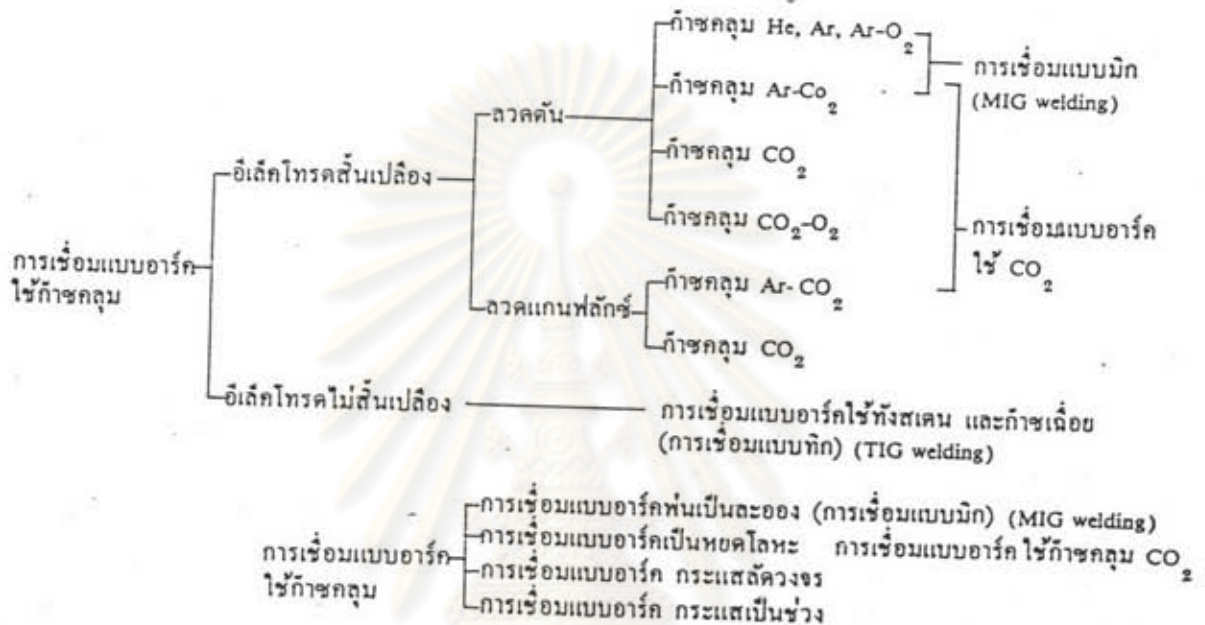 ก๊าซคลุม He, Ar, Ar-O2
การเชื่อมแบบมิก
(MIG welding)
ก๊าซคลุม Ar-Co2
ลวดตัน
ก๊าซคลุม CO2
อีเล็คโทรดสิ้นเปลือง
ก๊าซคลุม CO2-O2
การเชื่อมแบบอาร์ค
ใช้ CO2
การเชื่อมแบบอาร์ค
ใช้ก๊าซคลุม
ก๊าซคลุม Ar- CO2
ลวดแกนฟลักซ์
ก๊าซคลุม CO2
อีเล็คโทรดไม่สิ้นเปลือง
การเชื่อมแบบอาร์คใช้ทังสเตน และก๊าซเฉื่อย
(การเชื่อมแบบทิก) (TIG welding)
การเชื่อมแบบอาร์คพ่นเป็นละออง (การเชื่อมแบบมิก) (MIG welding)
การเชื่อมแบบอาร์คเป็นหยดโลหะ การเชื่อมแบบอาร์ค ใช้ก๊าซคลุม CO2
การเชื่อมแบบอาร์ค
ใช้ก๊าซคลุม
การเชื่อมแบบอาร์ค กระแสลัดวงจร
การเชื่อมแบบอาร์ค กระแสเป็นช่วง